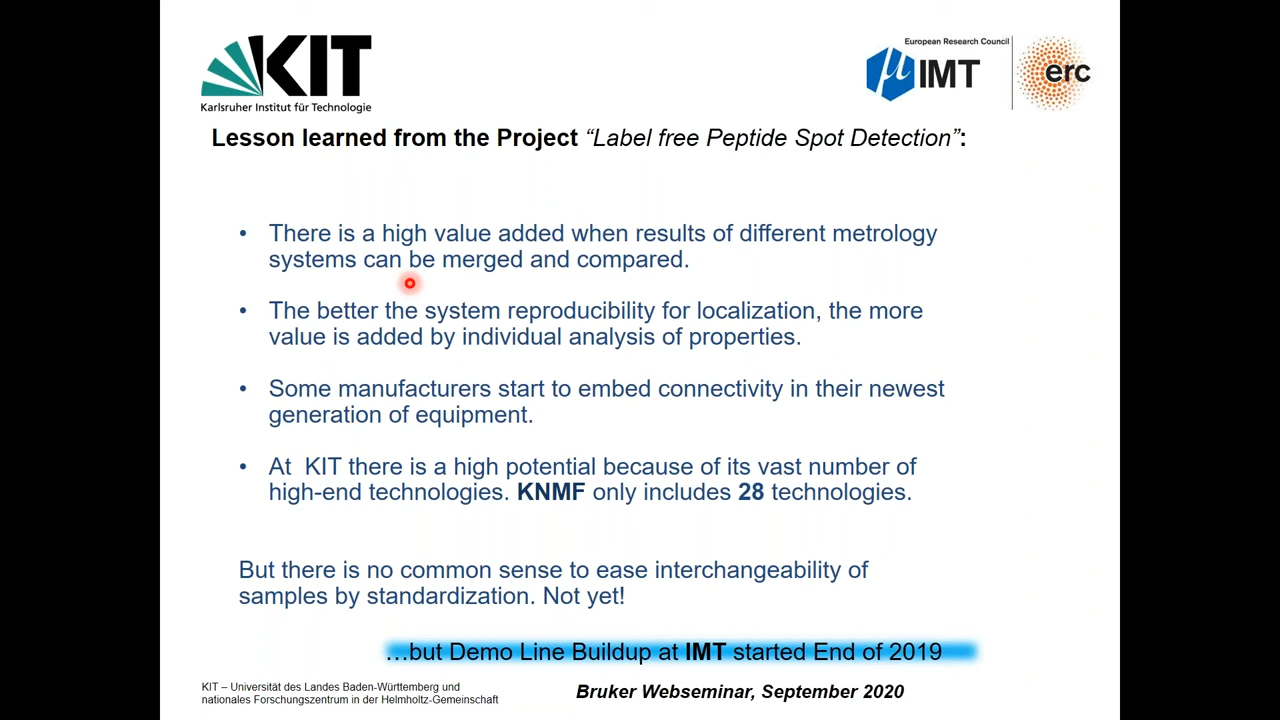 KIT
Karlsruher Institut für Technologie
European Research Council
µIMT
erc
Lesson learned from the Project “Label free Peptide Spot Detection”:
• There is a high value added when results of different metrology
systems can be merged and compared.
• The better the system reproducibility for localization, the more
value is added by individual analysis of properties.
• Some manufacturers start to embed connectivity in their newest
generation of equipment.
• At KIT there is a high potential because of its vast number of
high-end technologies. KNMF only includes 28 technologies.
But there is no common sense to ease interchangeability of
samples by standardization. Not yet!
…but Demo Line Buildup at IMT started End of 2019
KIT – Universität des Landes Baden-Württemberg und
nationales Forschungszentrum in der Helmholtz-Gemeinschaft
Bruker Webseminar, September 2020